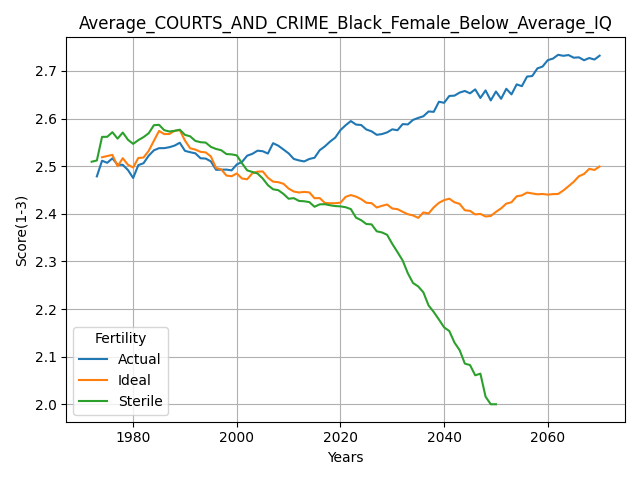 Average_COURTS_AND_CRIME_Black_Female_Below_Average_IQ
Score(1-3)
2.7
2.6
2.5
2.4
2.3
2.2
2.1
2.0
Fertility
Actual
Ideal
Sterile
1980 2000 2020 2040 2060
Years